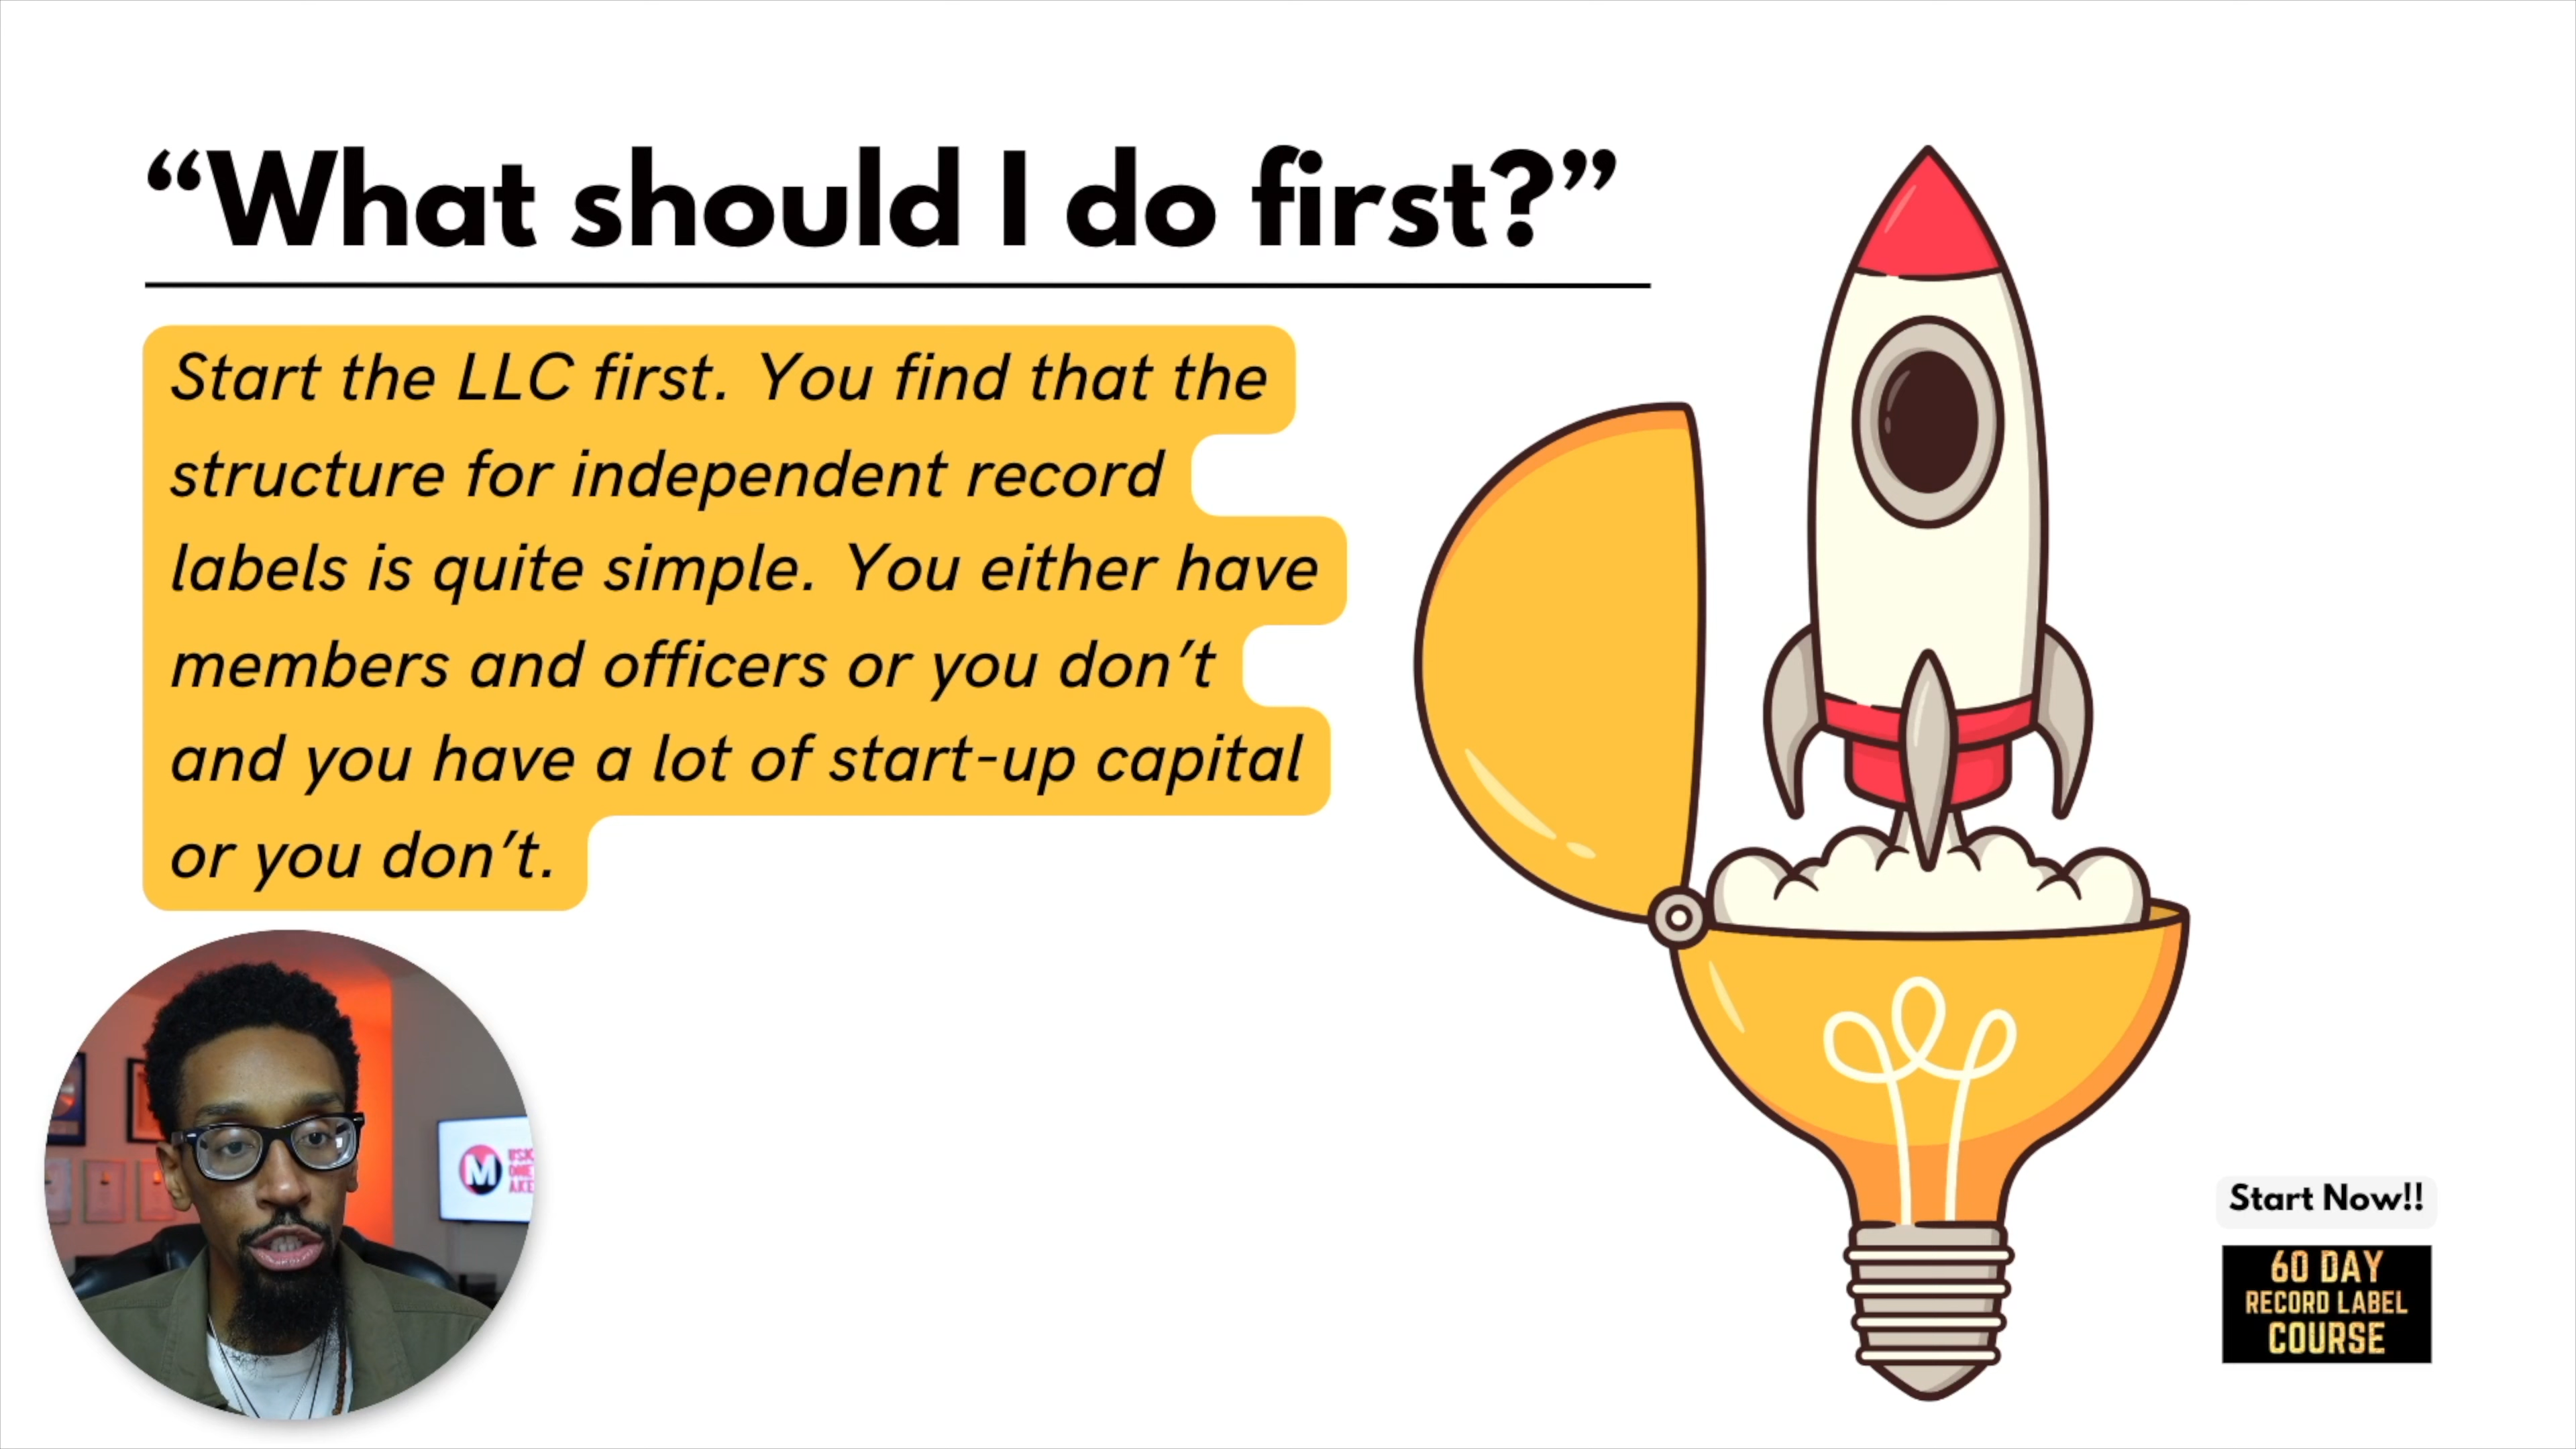 “What should I do first?”
Start the LLC first. You find that the
structure for independent record
labels is quite simple. You either have
members and officers or you don’t
and you have a lot of start-up capital
or you don’t.
M
Start Now!!
60 DAY
RECORD LABEL
COURSE